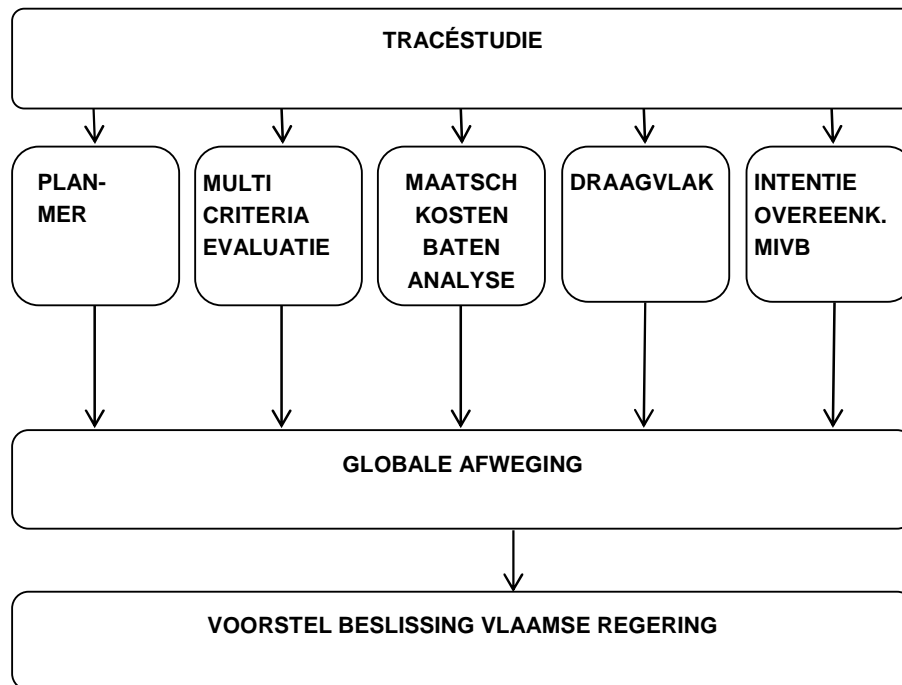 TRACÉSTUDIE
PLAN-
MER
MULTI
CRITERIA
EVALUATIE
MAATSCH
KOSTEN
BATEN
ANALYSE
DRAAGVLAK
INTENTIE
OVEREENK.
MIVB
GLOBALE AFWEGING
VOORSTEL BESLISSING VLAAMSE REGERING